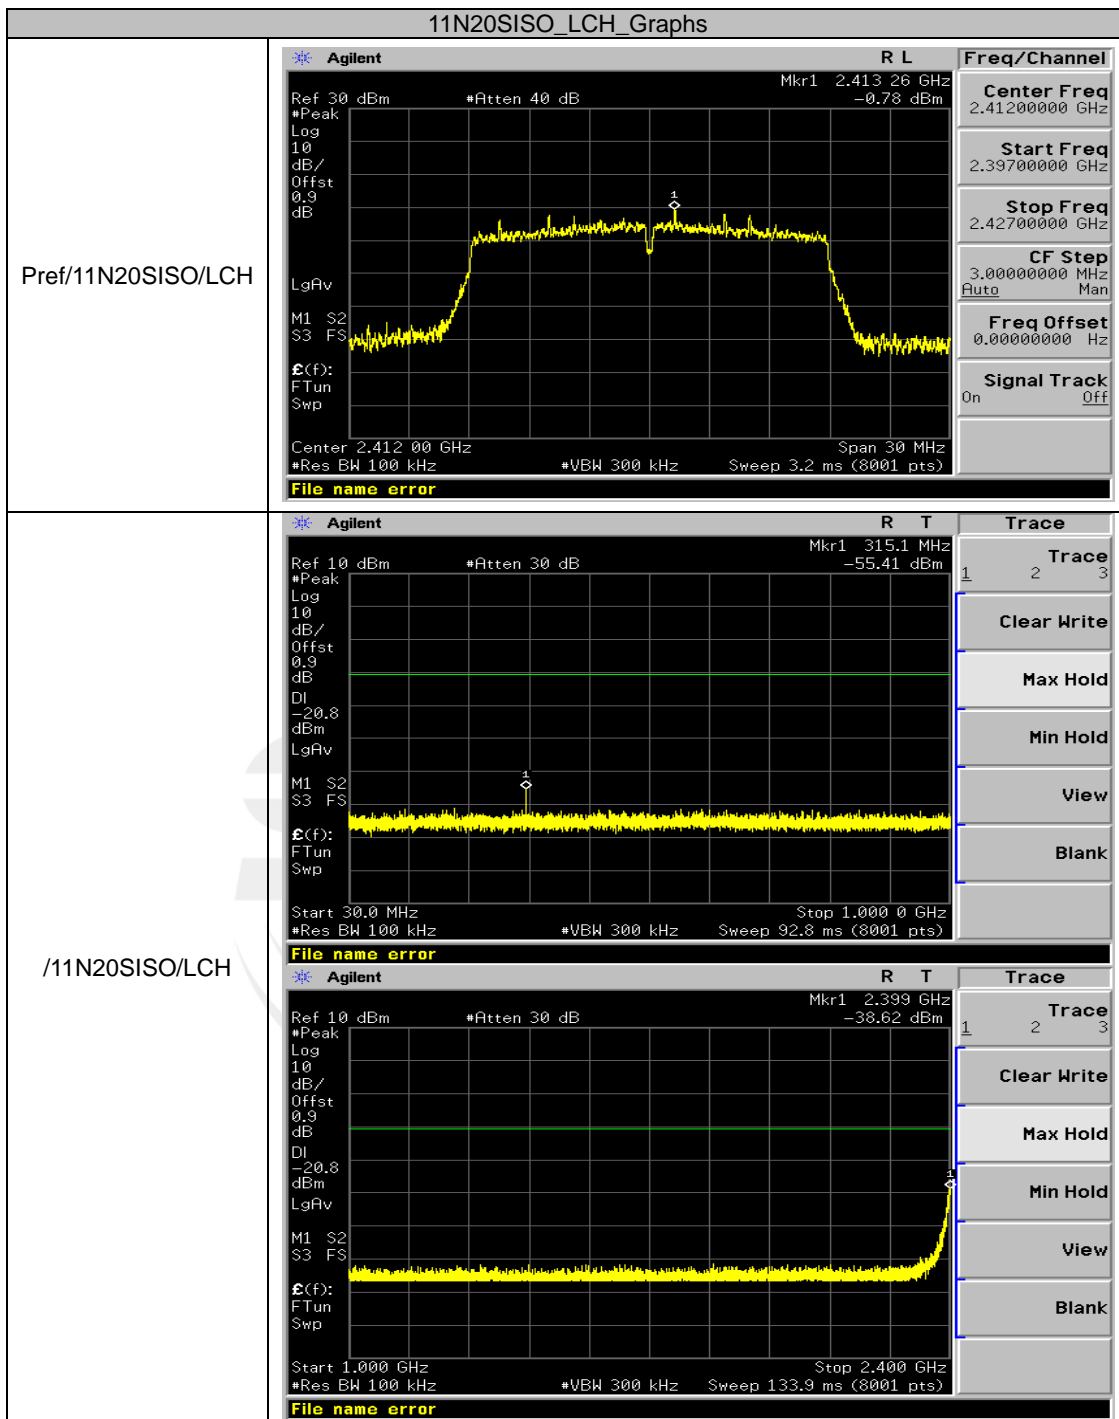 11N20SISO_LCH_Graphs
Pref/11N20SISO/LCH
Agilent R L Freq/Channel
Mkr1 2.413 26 GHz
Ref 30 dBm #Atten 40 dB -0.78 dBm
#Peak
Log
10
dB/
Offst
0.9
dB
LgAv
M1 S2
S3 FS
£(f):
FTun
Swp
1
Center 2.412 00 GHz Span 30 MHz
#Res BW 100 kHz #VBW 300 kHz Sweep 3.2 ms (8001 pts)
File name error
Center Freq
2.41200000 GHz
Start Freq
2.39700000 GHz
Stop Freq
2.42700000 GHz
CF Step
3.00000000 MHz
Auto Man
Freq Offset
0.00000000 Hz
Signal Track
On Off
/11N20SISO/LCH
Agilent R T Trace
Mkr1 315.1 MHz
Ref 10 dBm #Atten 30 dB -55.41 dBm
#Peak
Log
10
dB/
Offst
0.9
dB
DI
-20.8
dBm
LgAv
M1 S2
S3 FS
£(f):
FTun
Swp
1
Start 30.0 MHz Stop 1.000 0 GHz
#Res BW 100 kHz #VBW 300 kHz Sweep 92.8 ms (8001 pts)
File name error
Trace
1 2 3
Clear Write
Max Hold
Min Hold
View
Blank
Agilent R T Trace
Mkr1 2.399 GHz
Ref 10 dBm #Atten 30 dB -38.62 dBm
#Peak
Log
10
dB/
Offst
0.9
dB
DI
-20.8
dBm
LgAv
M1 S2
S3 FS
£(f):
FTun
Swp
1
Start 1.000 GHz Stop 2.400 GHz
#Res BW 100 kHz #VBW 300 kHz Sweep 133.9 ms (8001 pts)
File name error
Trace
1 2 3
Clear Write
Max Hold
Min Hold
View
Blank